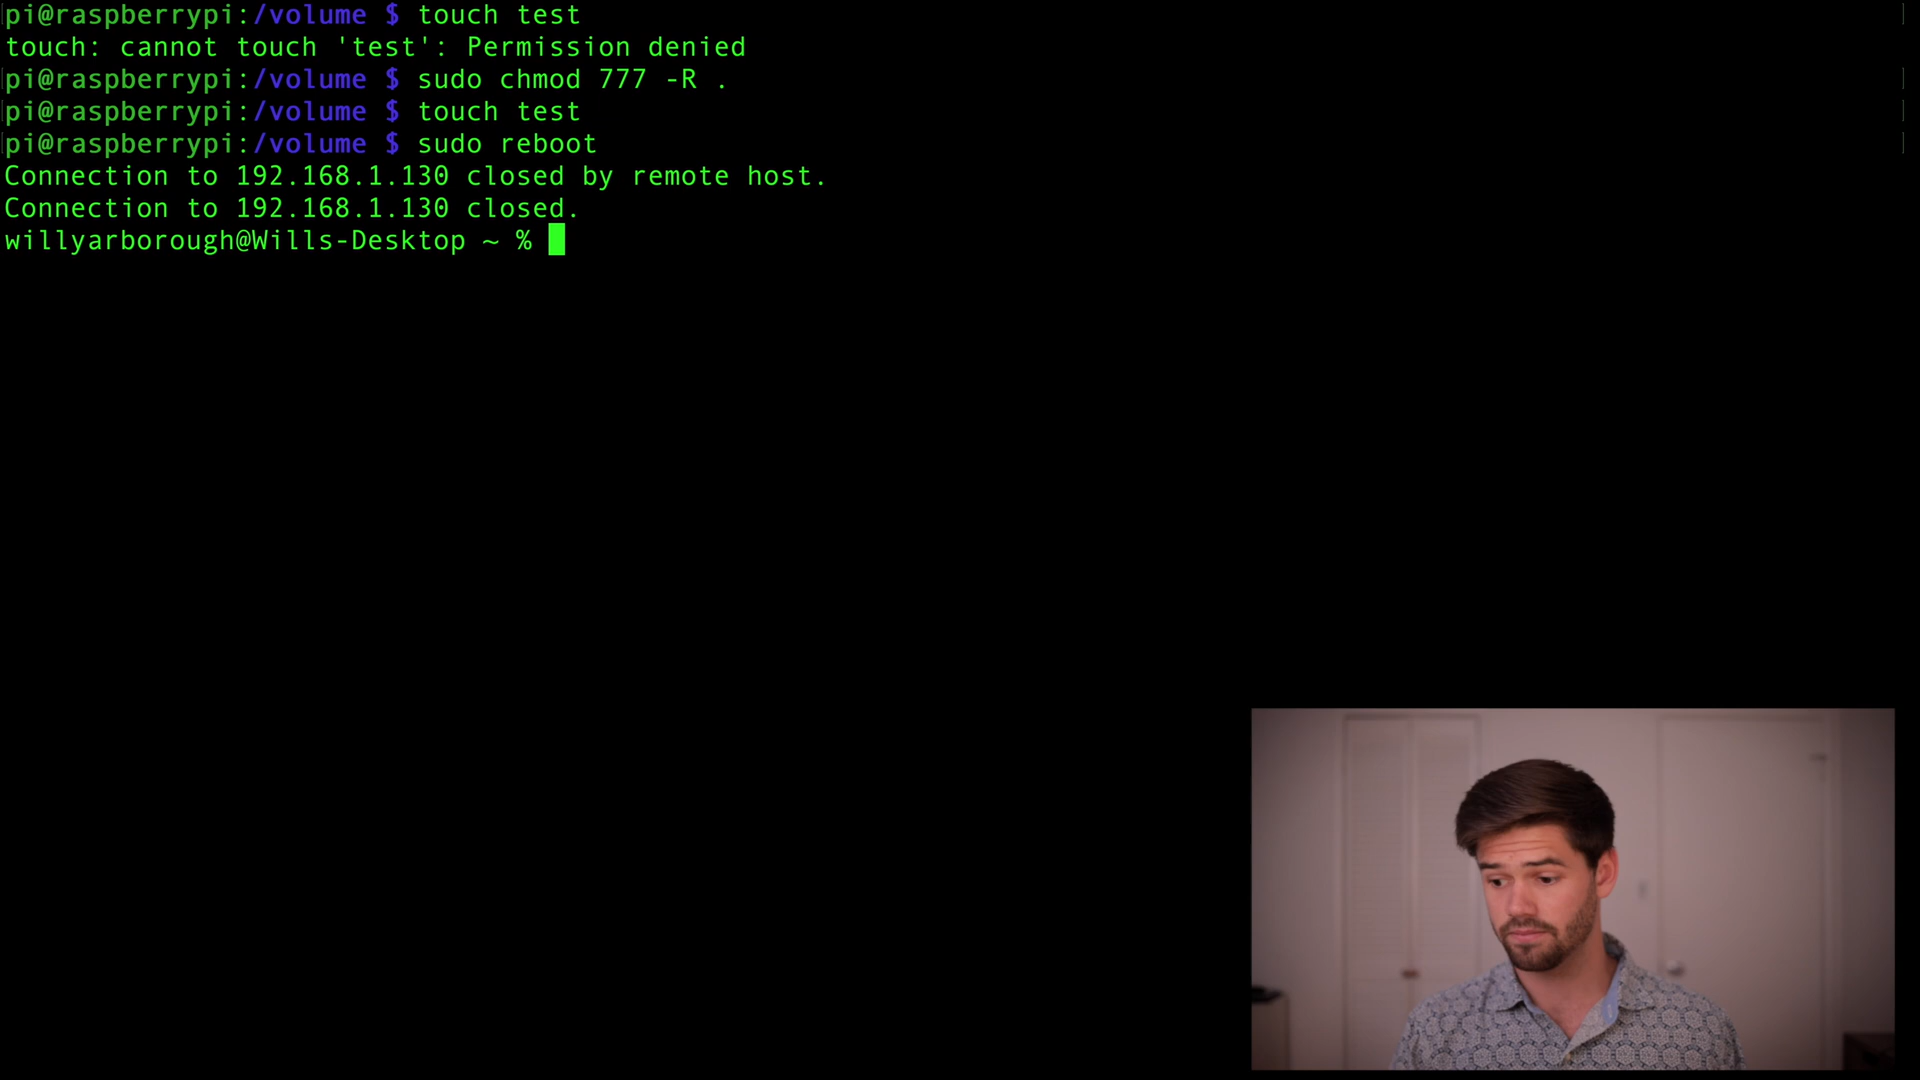 pi@raspberrypi:/volume $ touch test
touch: cannot touch 'test': Permission denied
pi@raspberrypi:/volume $ sudo chmod 777 -R .
pi@raspberrypi:/volume $ touch test
pi@raspberrypi:/volume $ sudo reboot
Connection to 192.168.1.130 closed by remote host.
Connection to 192.168.1.130 closed.
willyarborough@Wills-Desktop ~ %